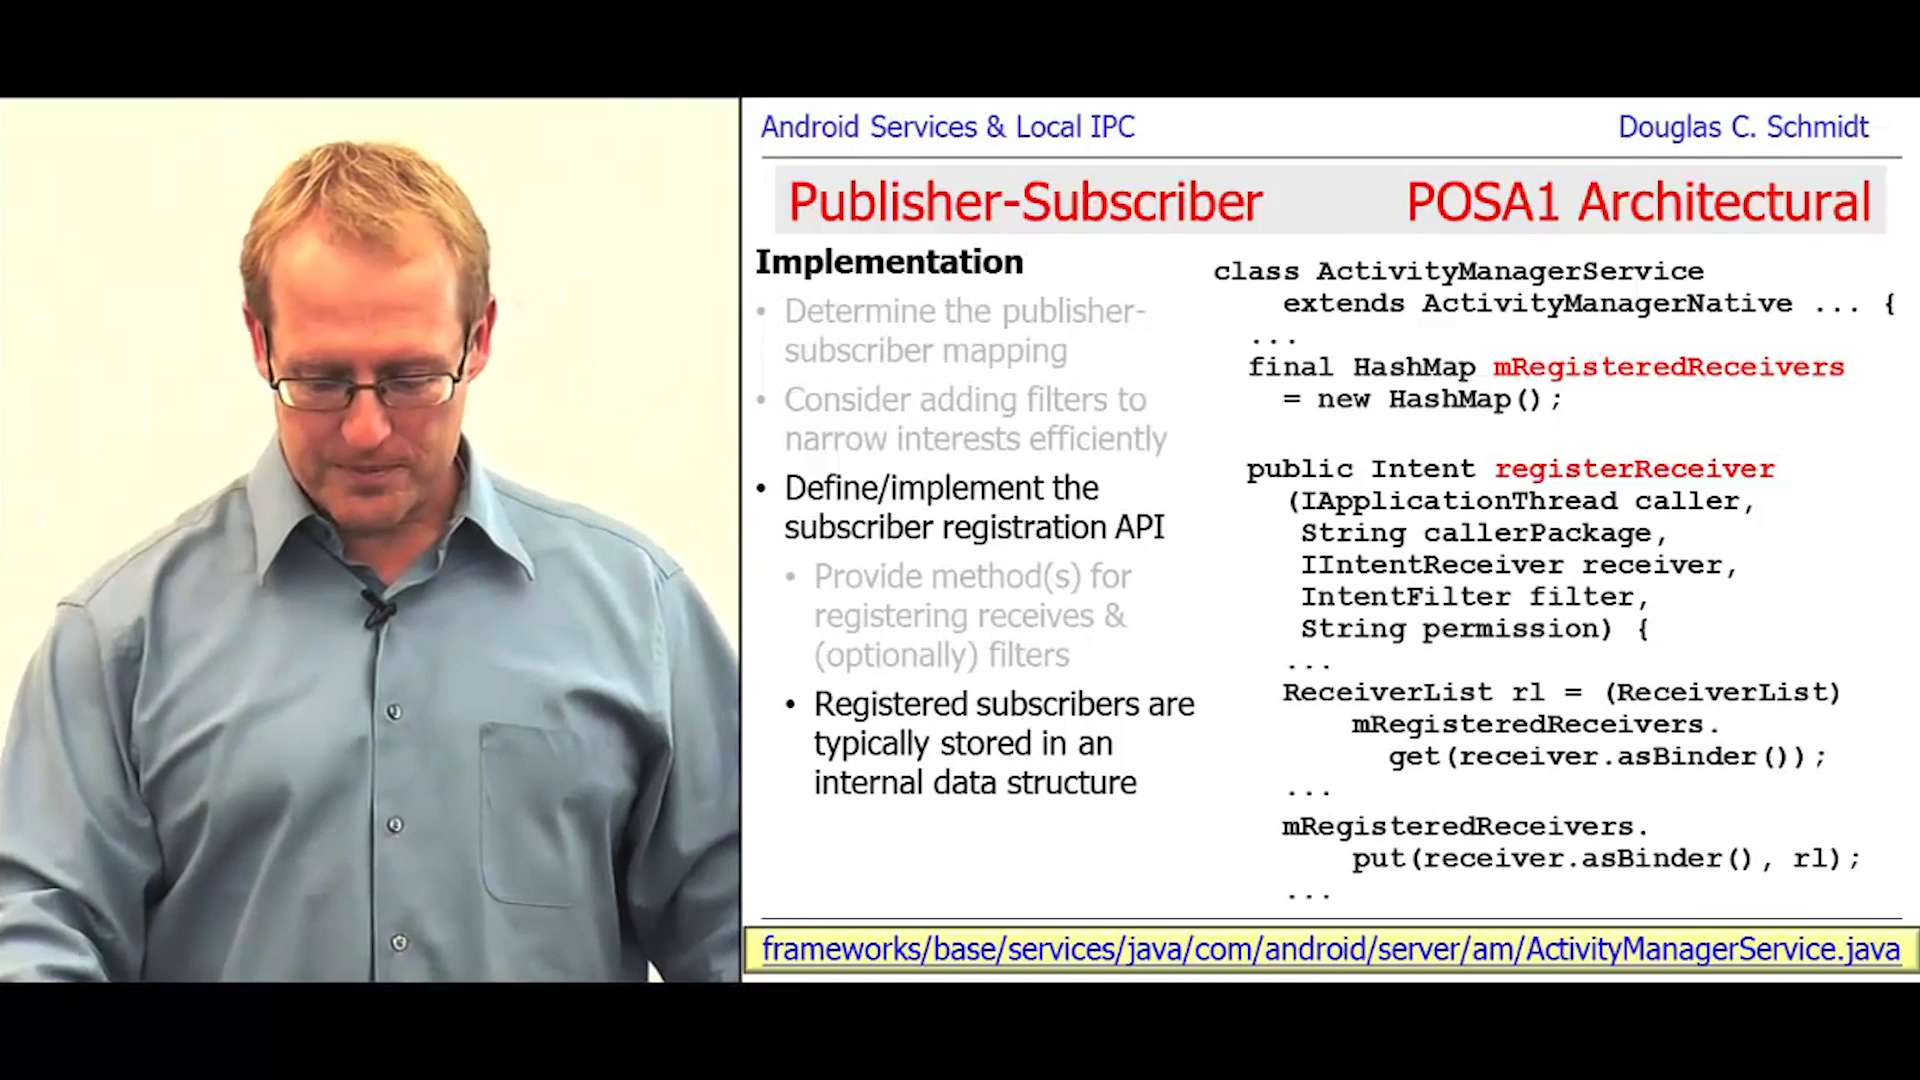 Android Services & Local IPC
Douglas C. Schmidt
Publisher-Subscriber
POSA1 Architectural
Implementation
• Determine the publisher-
subscriber mapping
• Consider adding filters to
narrow interests efficiently
• Define/implement the
subscriber registration API
• Provide method(s) for
registering receives &
(optionally) filters
• Registered subscribers are
typically stored in an
internal data structure
class ActivityManagerService
extends ActivityManagerNative ... {
...
final HashMap mRegisteredReceivers
= new HashMap();
public Intent registerReceiver
(IApplicationThread caller,
String callerPackage,
IIntentReceiver receiver,
IntentFilter filter,
String permission) {
...
ReceiverList rl = (ReceiverList)
mRegisteredReceivers.
get(receiver.asBinder());
...
mRegisteredReceivers.
put(receiver.asBinder(), rl);
...
frameworks/base/services/java/com/android/server/am/ActivityManagerService.java